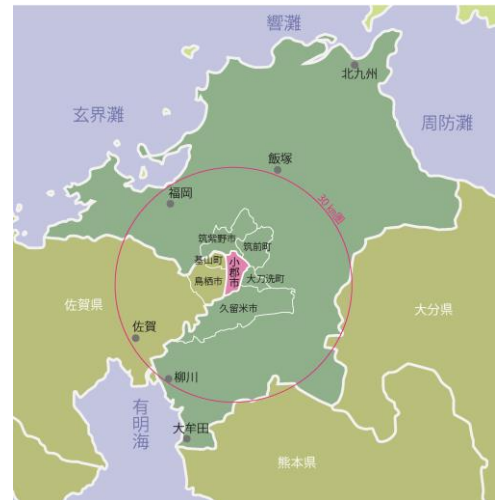 響灘
北九州
玄界灘
周防灘
飯塚
福岡
30km圏
筑紫野市
筑前町
基山町
小郡市
鳥栖市
大刀洗町
久留米市
佐賀県
大分県
佐賀
柳川
有明海
大牟田
熊本県